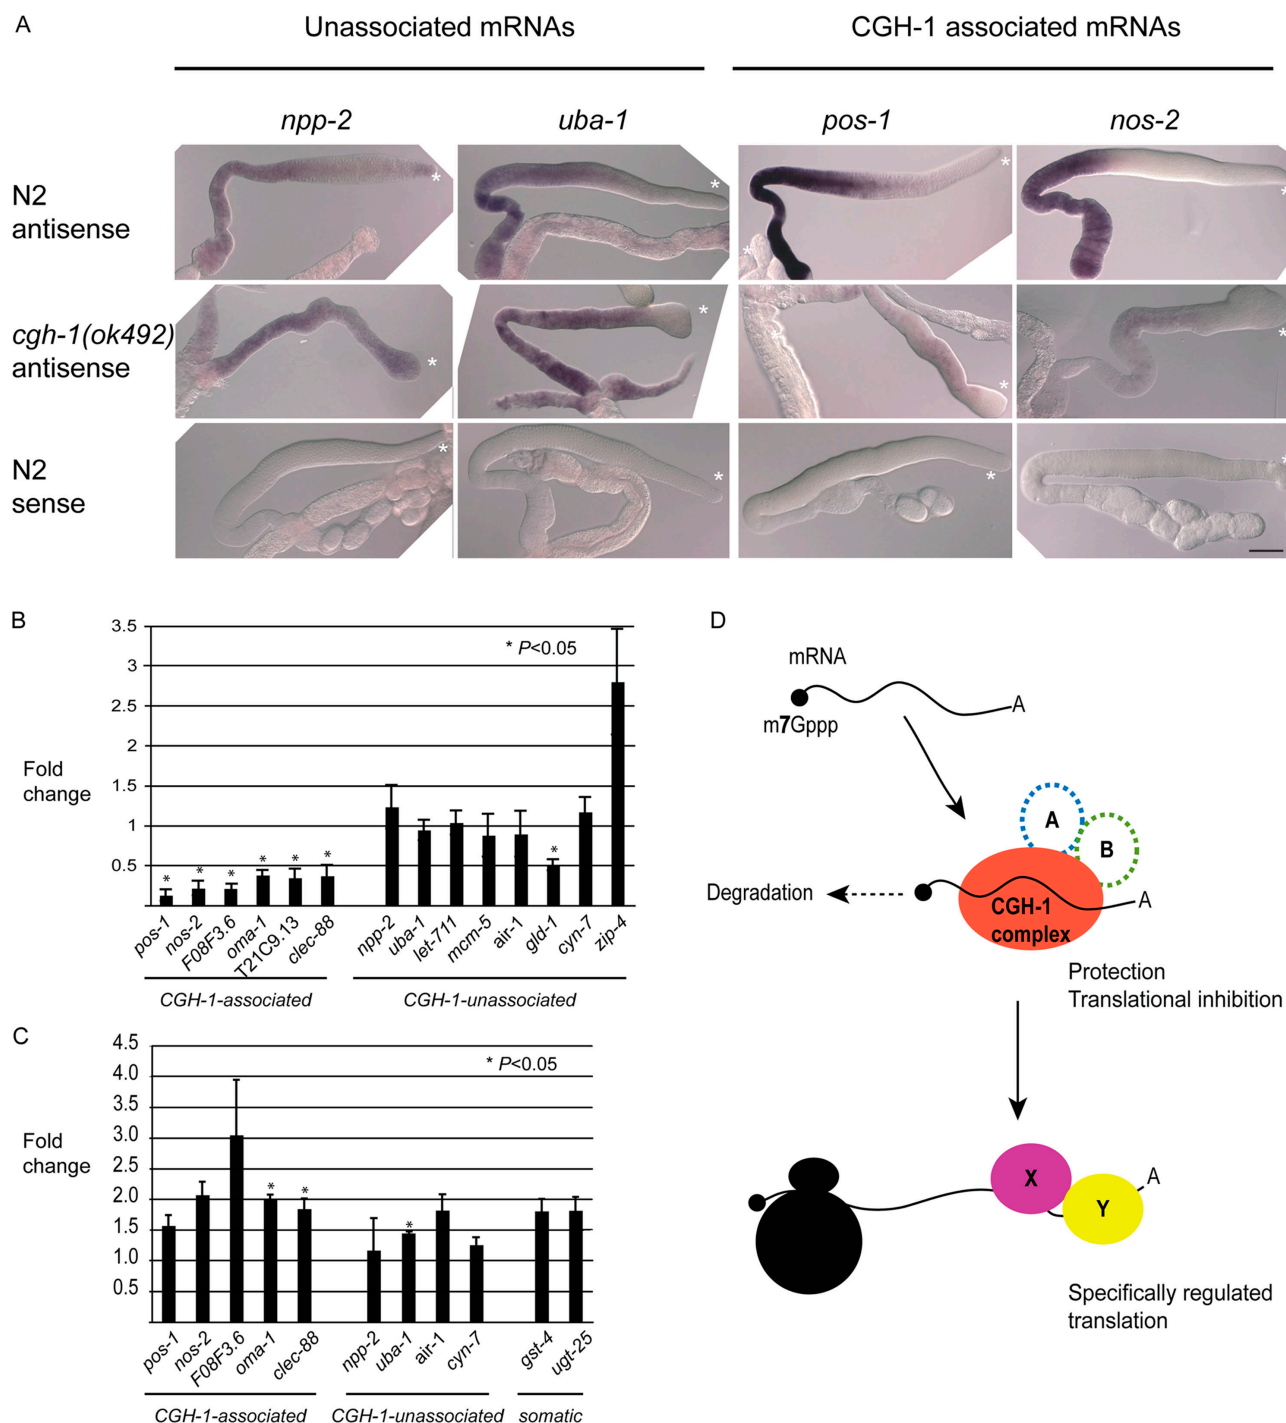 A
Unassociated mRNAs
CGH-1 associated mRNAs
npp-2
uba-1
pos-1
nos-2
N2
antisense
*
*
*
*
*
cgh-1(ok492)
antisense
*
*
*
*
N2
sense
*
*
*
*
B
3.5
3
2.5
2
1.5
1
0.5
Fold
change
* P<0.05
*
*
*
*
*
*
*
pos-1
nos-2
F08F3.6
oma-1
T21C9.13
clec-88
npp-2
uba-1
let-711
mcm-5
air-1
gld-1
cyn-7
zip-4
CGH-1-associated
CGH-1-unassociated
C
4.5
4.0
3.5
3.0
2.5
2.0
1.5
1.0
0.5
Fold
change
* P<0.05
*
*
*
pos-1
nos-2
F08F3.6
oma-1
clec-88
npp-2
uba-1
air-1
cyn-7
gst-4
ugt-25
CGH-1-associated
CGH-1-unassociated
somatic
D
mRNA
A
m7Gppp
A
B
Degradation
A
CGH-1
complex
Protection
Translational inhibition
X
A
Y
Specifically regulated
translation